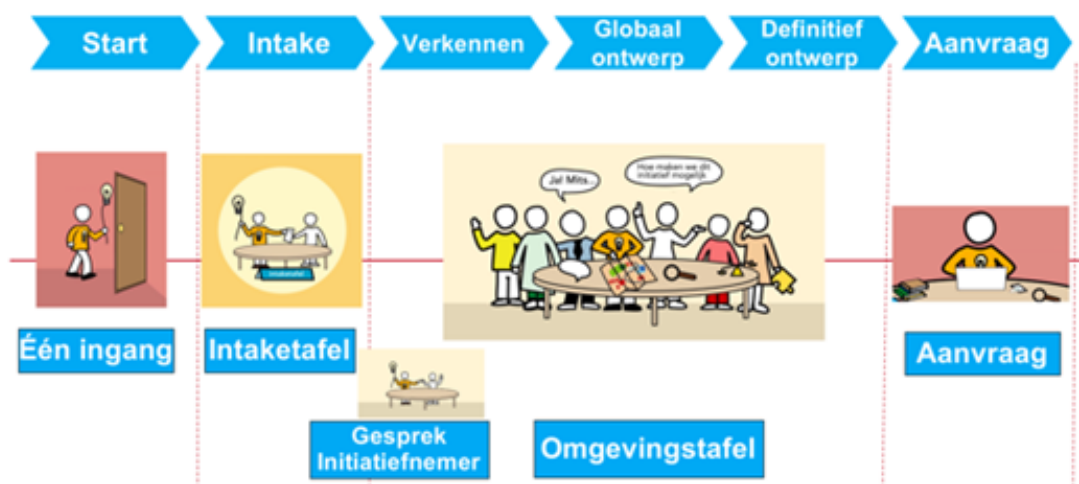 Start
Intake
Verkennen
Globaal
ontwerp
Definitief
ontwerp
Aanvraag
Ja! Mits...
Hoe maken we dit
initiatief mogelijk
Intaketafel
Één ingang
Intaketafel
Aanvraag
Gesprek
Initiatiefnemer
Omgevingstafel